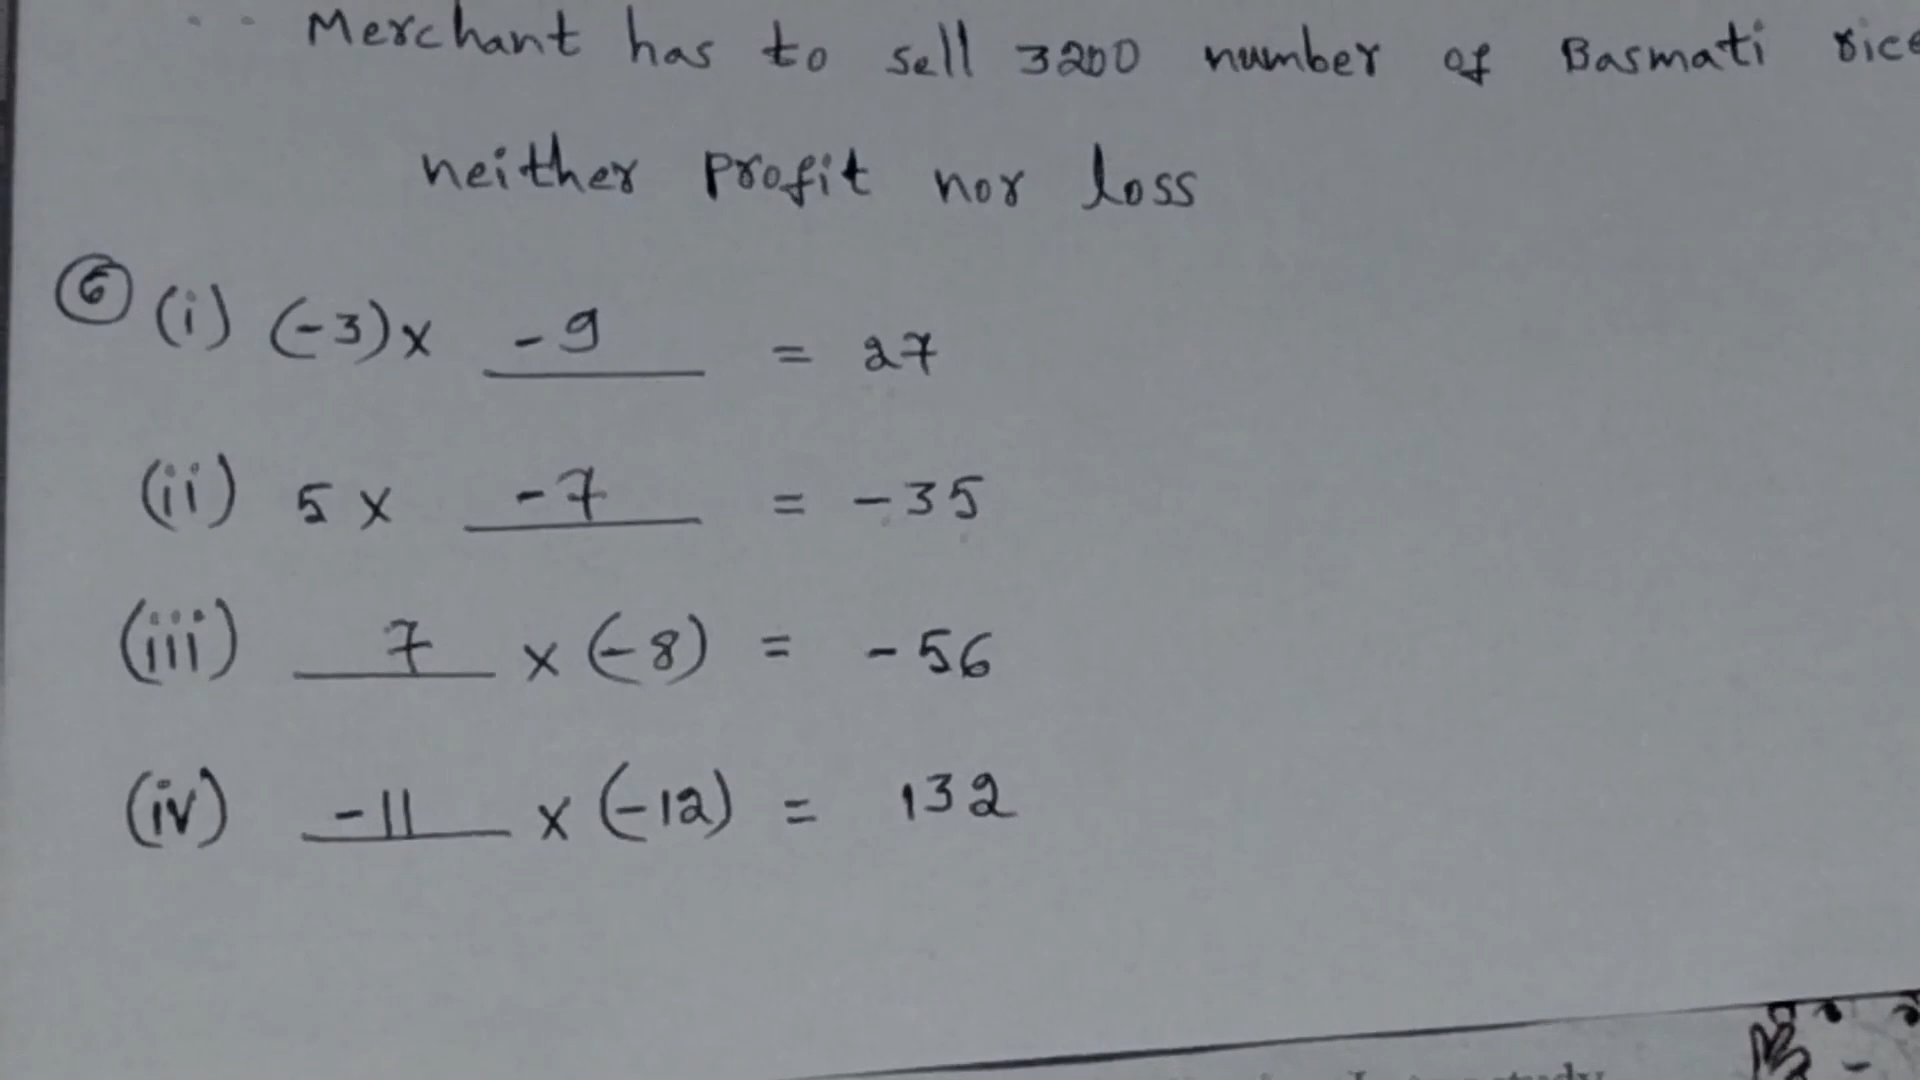 ∴ Merchant has to sell 3200 number of Basmati rice
neither profit nor loss
⑥ (i) (-3) x -9 = 27
(ii) 5 x -7 = -35
(iii) 7 x (-8) = -56
(iv) -11 x (-12) = 132